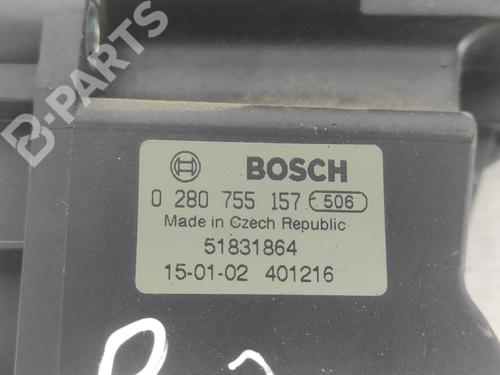 B-PARTS
BOSCH
0 280 755 157 506
Made in Czech Republic
51831864
15-01-02 401216